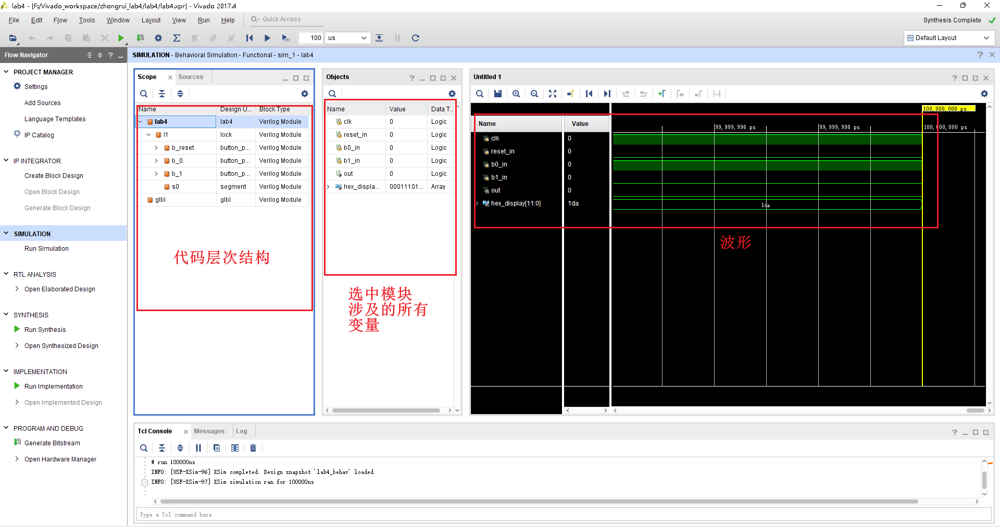 lab4 - [F:/Vivado_workspace/zhongrui_lab4/lab4/lab4.xpr] - Vivado 2017.4
File Edit Flow Tools Window Layout View Run Help Quick Access
Synthesis Complete
100 us
Default Layout
Flow Navigator
SIMULATION - Behavioral Simulation - Functional - sim_1 - lab4
PROJECT MANAGER
Settings
Add Sources
Language Templates
IP Catalog
IP INTEGRATOR
Create Block Design
Open Block Design
Generate Block Design
SIMULATION
Run Simulation
RTL ANALYSIS
Open Elaborated Design
SYNTHESIS
Run Synthesis
Open Synthesized Design
IMPLEMENTATION
Run Implementation
Open Implemented Design
PROGRAM AND DEBUG
Generate Bitstream
Open Hardware Manager
Scope Sources
Name Design U... Block Type
lab4 lab4 Verilog Module
l1 lock Verilog Module
b_reset button_p... Verilog Module
b_0 button_p... Verilog Module
b_1 button_p... Verilog Module
s0 segment Verilog Module
glbl glbl Verilog Module
代码层次结构
Objects
Name Value Data T...
clk 0 Logic
reset_in 0 Logic
b0_in 0 Logic
b1_in 0 Logic
out 0 Logic
hex_displa... 00011101... Array
选中模块
涉及的所有
变量
Untitled 1
100,000,000 ps
Name Value
99,999,996 ps 99,999,998 ps 100,000,000 ps
clk 0
reset_in 0
b0_in 0
b1_in 0
out 0
hex_display[11:0] 1da 1da
波形
Tcl Console Messages Log
# run 100000ns
INFO: [USF-XSim-96] XSim completed. Design snapshot 'lab4_behav' loaded.
INFO: [USF-XSim-97] XSim simulation ran for 100000ns
Type a Tcl command here